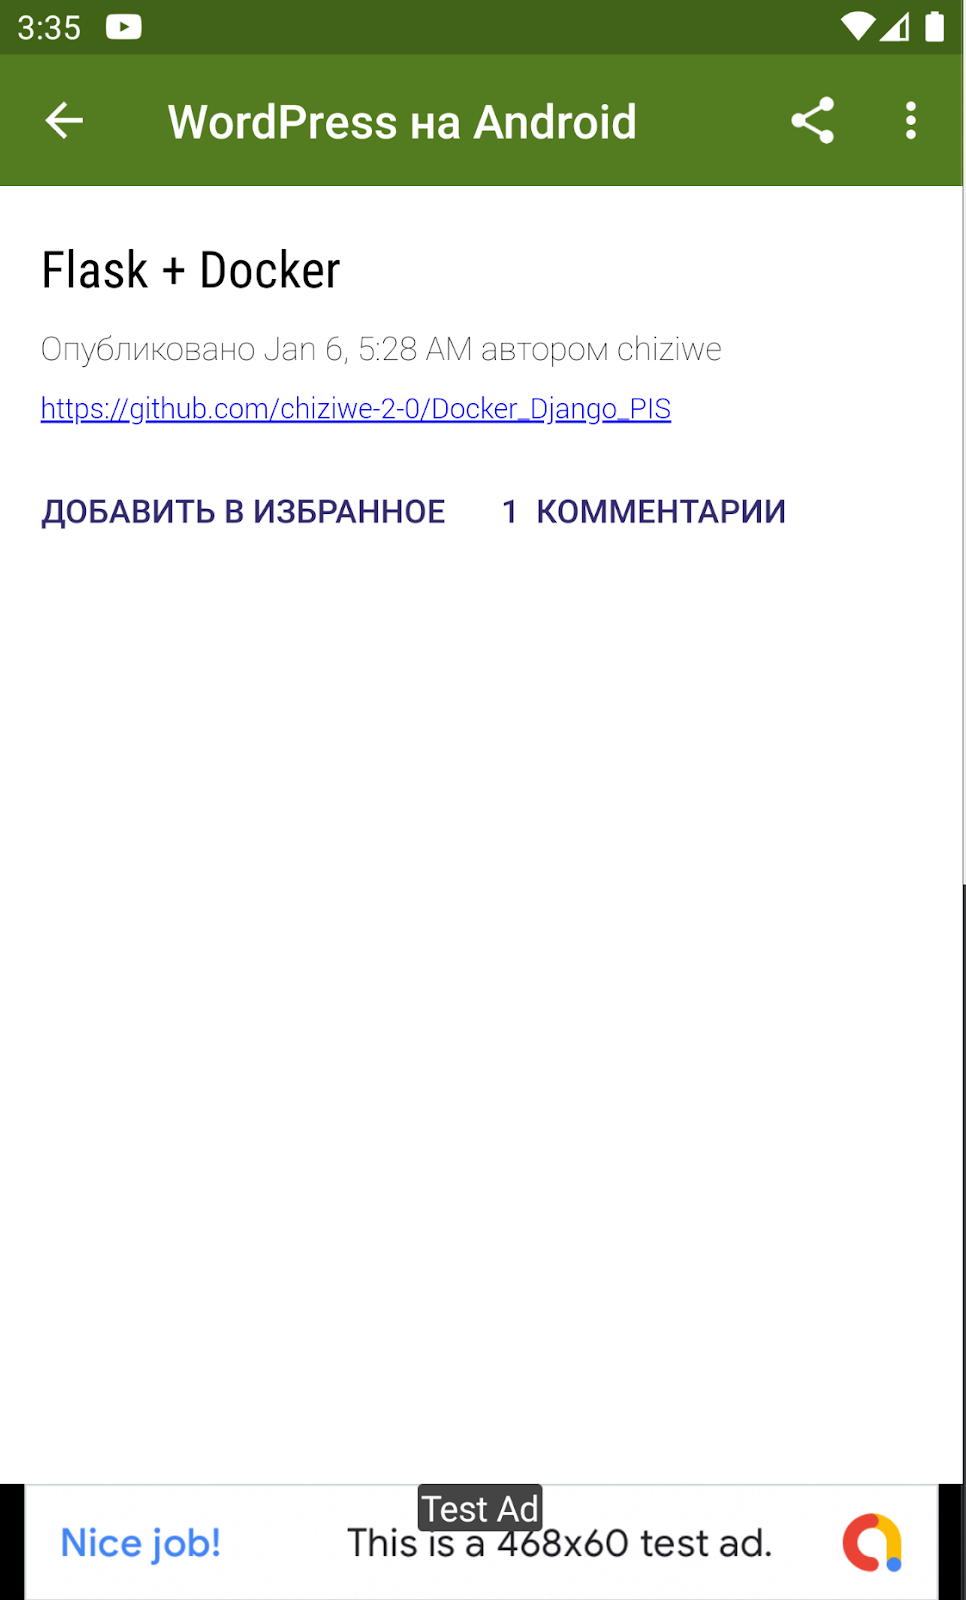 3:35
WordPress на Android
Flask + Docker
Опубликовано Jan 6, 5:28 AM автором chiziwe
https://github.com/chiziwe-2-0/Docker_Django_PIS
ДОБАВИТЬ В ИЗБРАННОЕ 1 КОММЕНТАРИИ
Test Ad
Nice job! This is a 468x60 test ad.